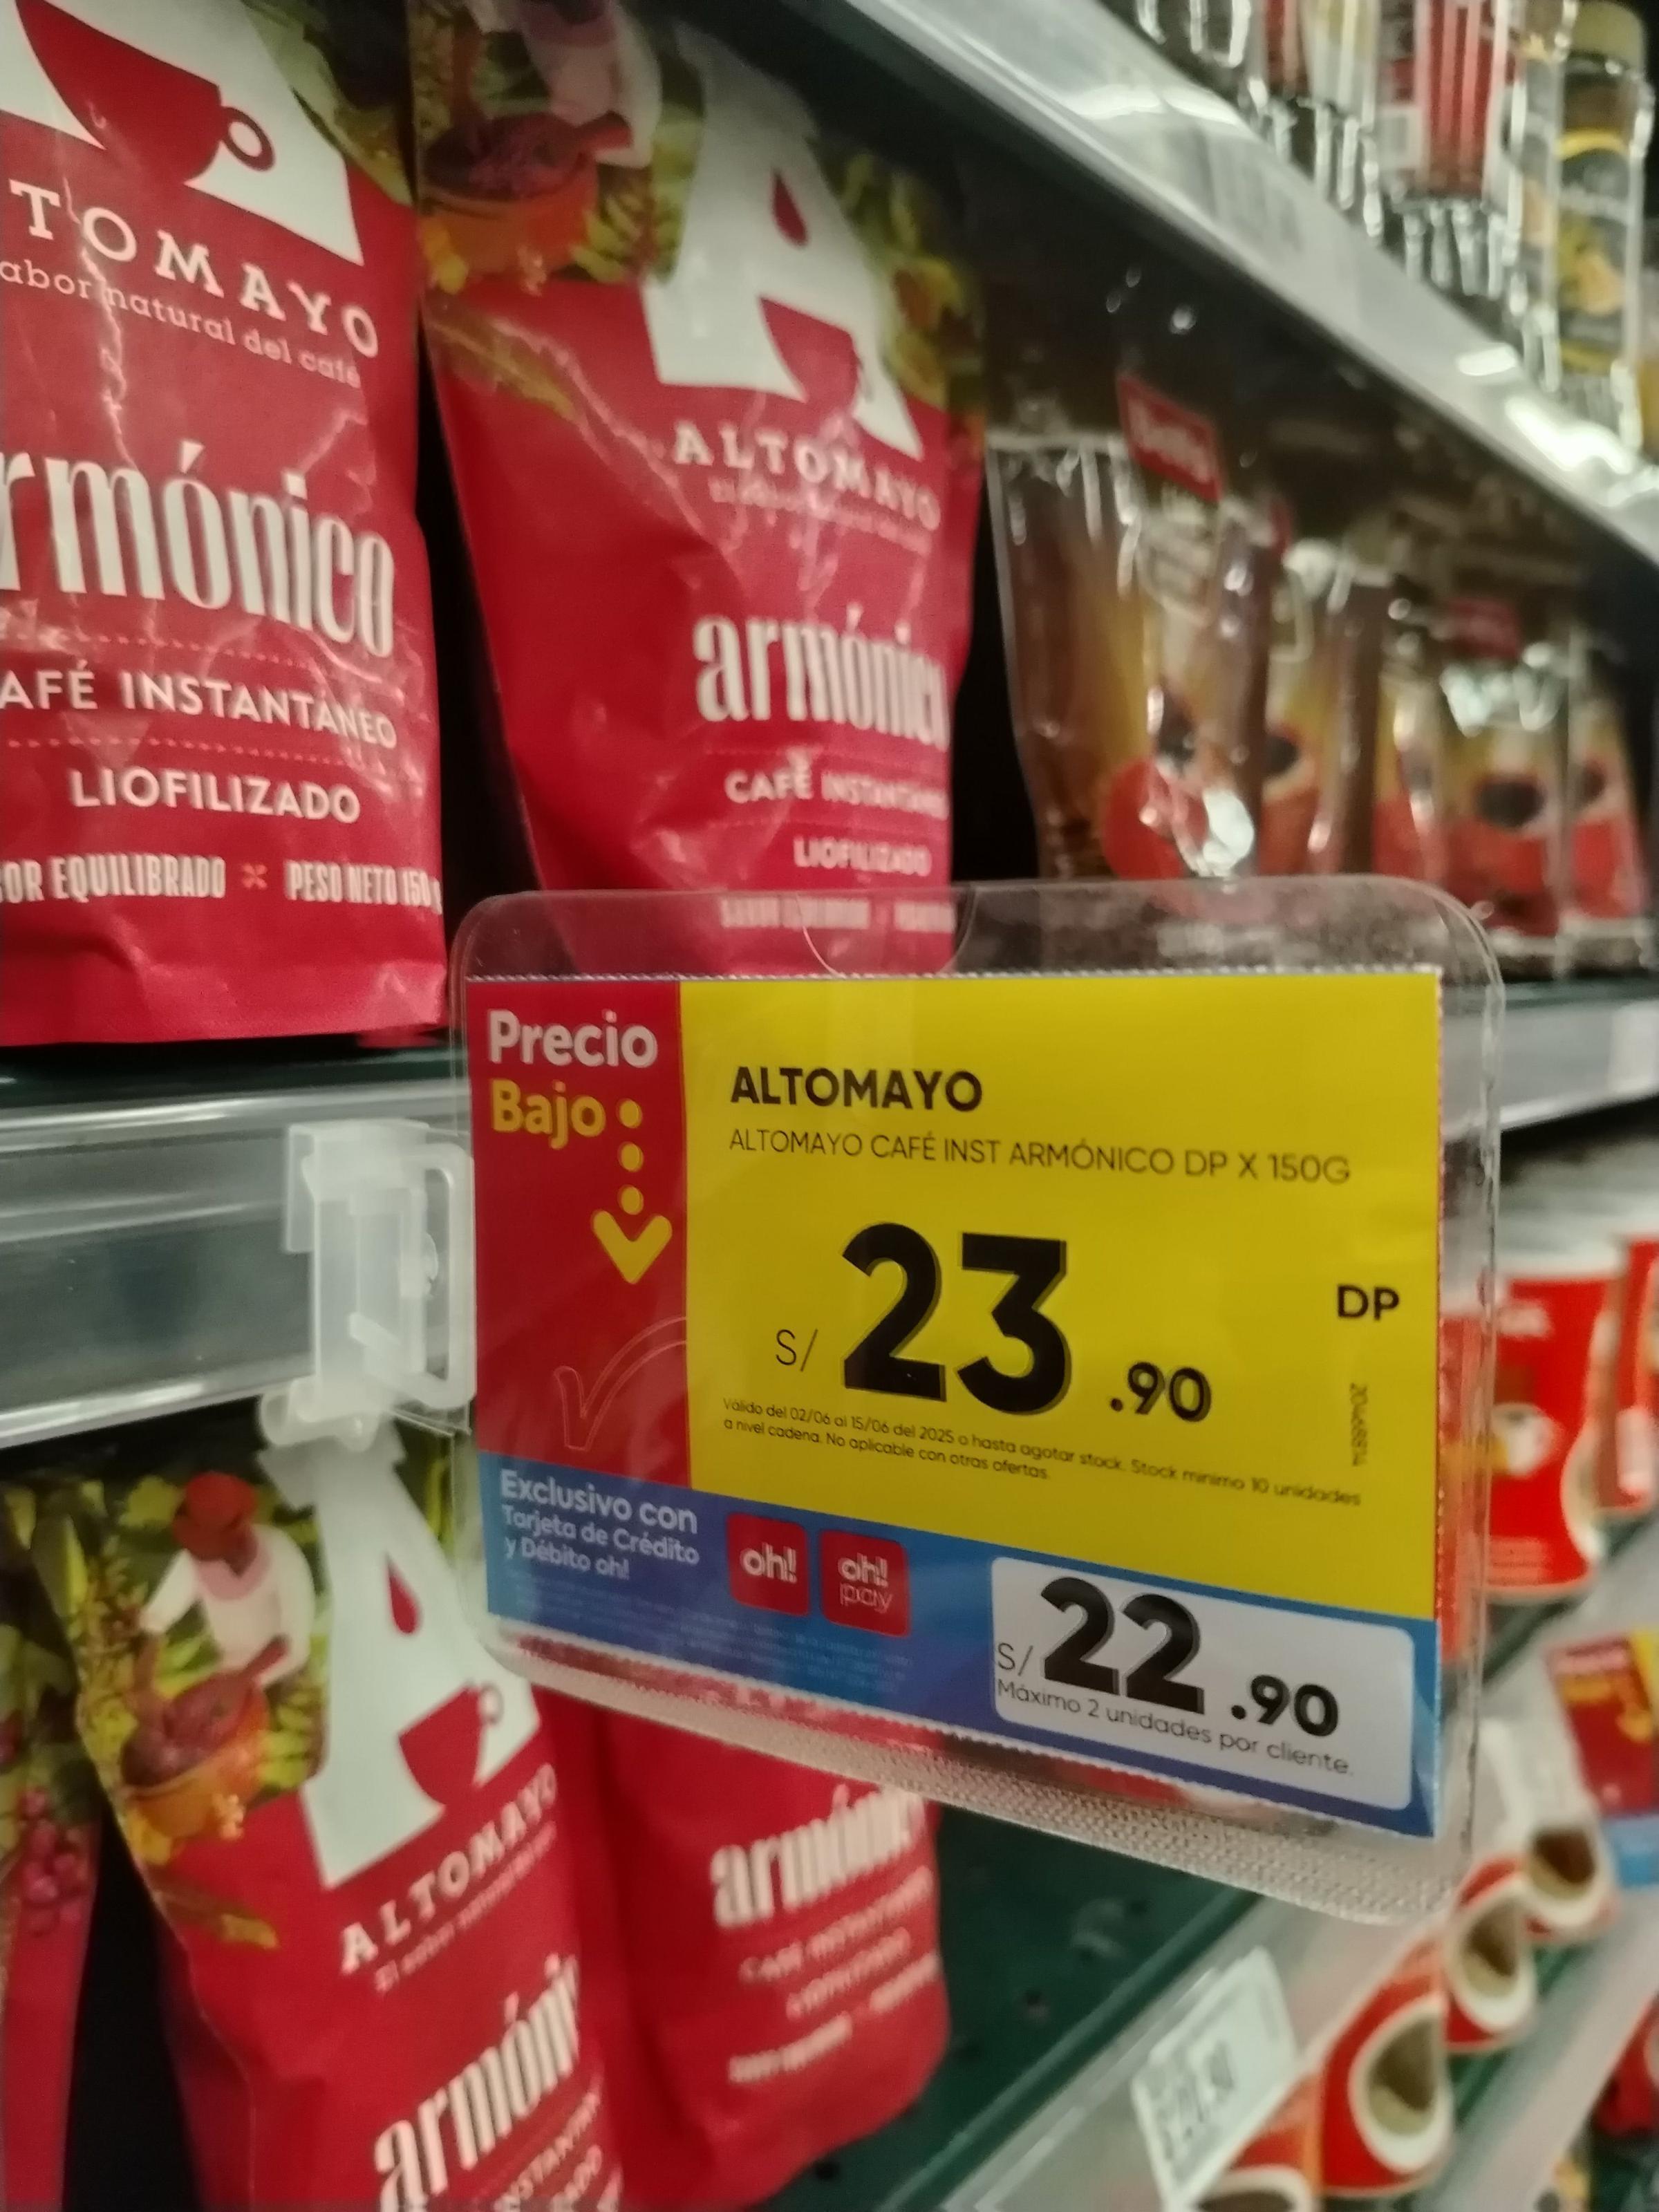 TOMAYO
abor natural del café
rmónico
AFÉ INSTANTÁNEO
LIOFILIZADO
OR EQUILIBRADO × PESO NETO 150 g
ALTOMAYO
armónico
CAFÉ INSTANTÁNEO
LIOFILIZADO
Precio
Bajo
ALTOMAYO
ALTOMAYO CAFÉ INST ARMÓNICO DP X 150G
S/ 23.90
DP
Válido del 02/06 al 15/06 del 2025 o hasta agotar stock. Stock mínimo 10 unidades
a nivel cadena. No aplicable con otras ofertas.
Exclusivo con
Tarjeta de Crédito
y Débito oh!
oh!
oh!
pay
S/ 22.90
Máximo 2 unidades por cliente.
ALTOMAYO
armóni
armónic